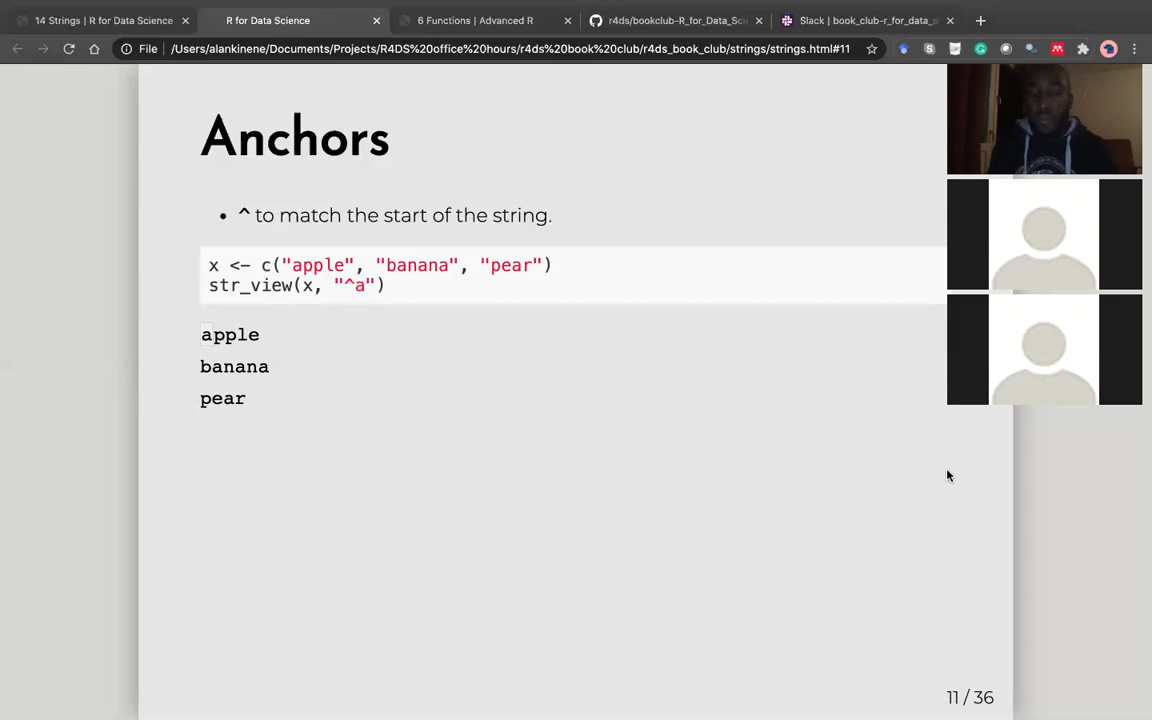 14 Strings | R for Data Science
R for Data Science
6 Functions | Advanced R
r4ds/bookclub-R_for_Data_Sci
Slack | book_club-r_for_data_s
File
/Users/alankinene/Documents/Projects/R4DS%20office%20hours/r4ds%20book%20club/r4ds_book_club/strings/strings.html#11
Anchors
• ^ to match the start of the string.
x <- c("apple", "banana", "pear")
str_view(x, "^a")
apple
banana
pear
11 / 36